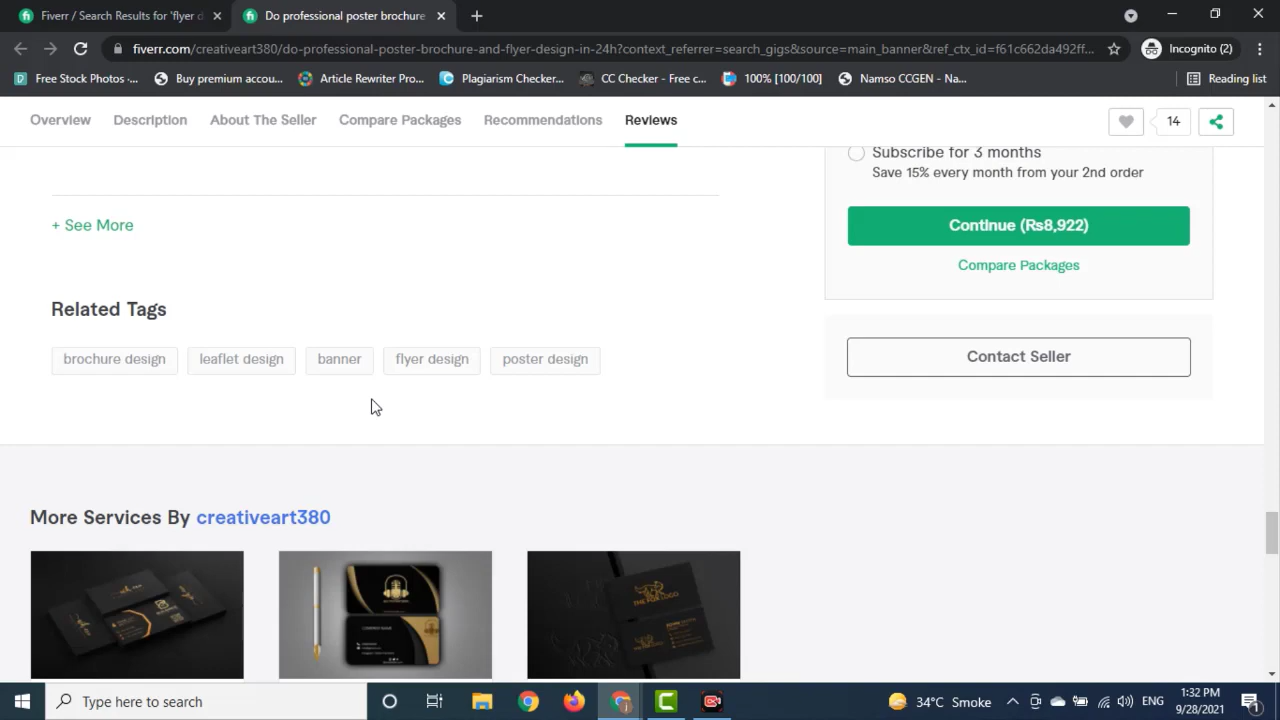 Fiverr / Search Results for 'flyer d
Do professional poster brochure
fiverr.com/creativeart380/do-professional-poster-brochure-and-flyer-design-in-24h?context_referrer=search_gigs&source=main_banner&ref_ctx_id=f61c662da492ff...
Incognito (2)
Free Stock Photos -...
Buy premium accou...
Article Rewriter Pro...
Plagiarism Checker...
CC Checker - Free c...
100% [100/100]
Namso CCGEN - Na...
Reading list
Overview
Description
About The Seller
Compare Packages
Recommendations
Reviews
14
Subscribe for 3 months
Save 15% every month from your 2nd order
+ See More
Continue (Rs8,922)
Compare Packages
Related Tags
brochure design
leaflet design
banner
flyer design
poster design
Contact Seller
More Services By creativeart380
COMPANY NAME
Type here to search
34°C Smoke
ENG
1:32 PM
9/28/2021
1